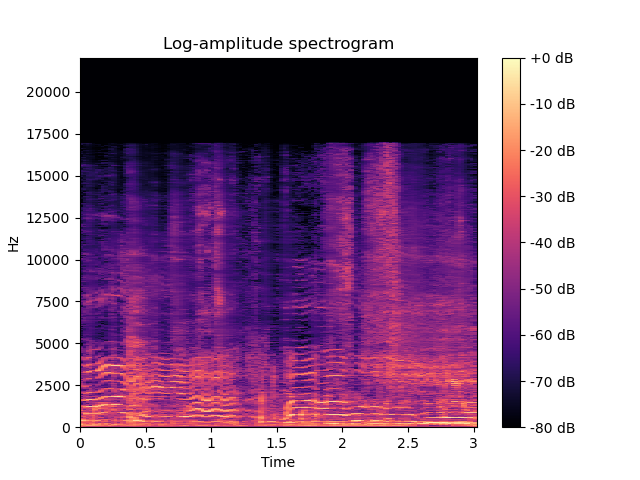 Log-amplitude spectrogram
Hz
20000
17500
15000
12500
10000
7500
5000
2500
0
0 0.5 1 1.5 2 2.5 3
Time
+0 dB
-10 dB
-20 dB
-30 dB
-40 dB
-50 dB
-60 dB
-70 dB
-80 dB